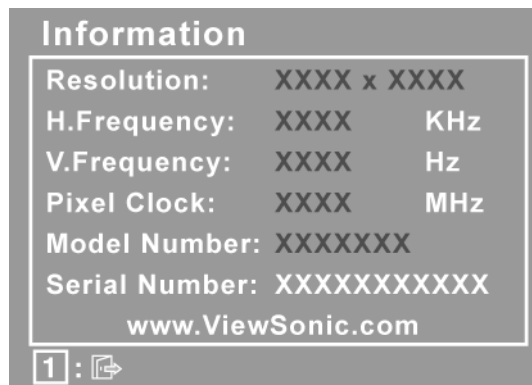 Information
Resolution: XXXX x XXXX
H.Frequency: XXXX KHz
V.Frequency: XXXX Hz
Pixel Clock: XXXX MHz
Model Number: XXXXXXX
Serial Number: XXXXXXXXXXX
www.ViewSonic.com
1 :